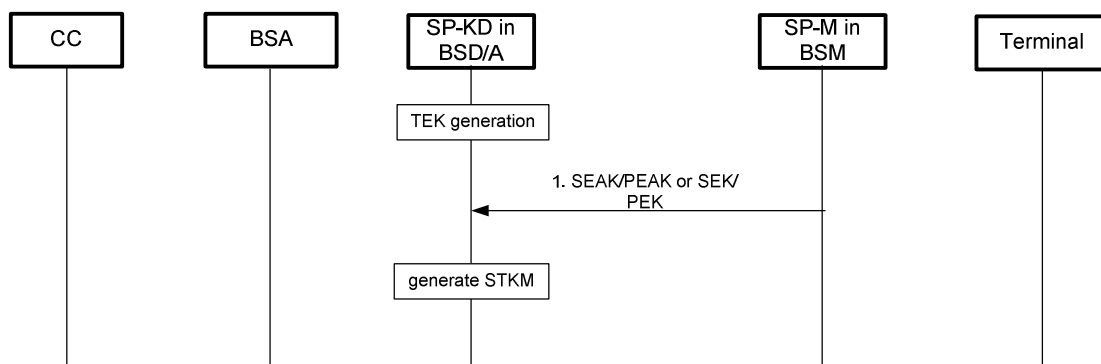 CC
BSA
SP-KD in
BSD/A
SP-M in
BSM
Terminal
TEK generation
1. SEAK/PEAK or SEK/
PEK
generate STKM